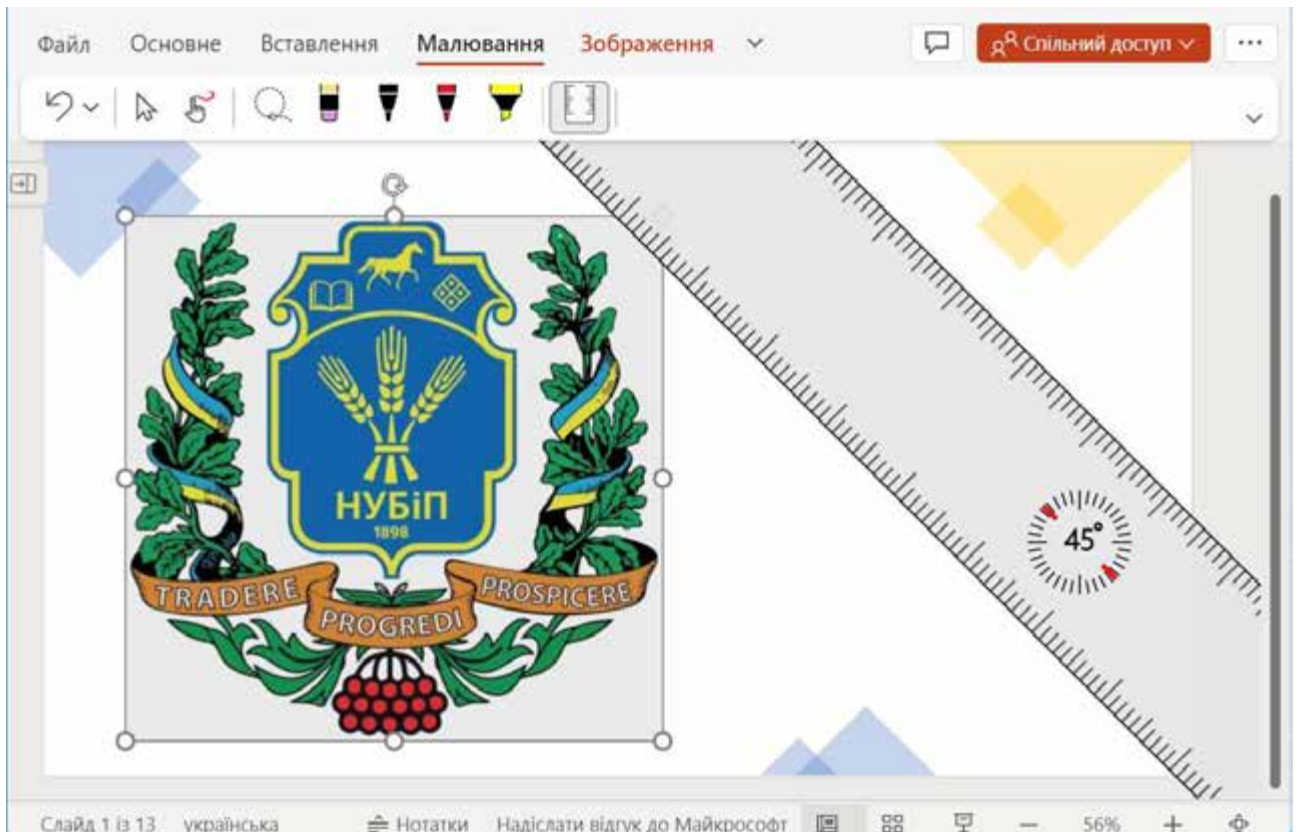 Файл Основне Вставлення Малювання Зображення Спільний доступ
НУБіП
1898
TRADERE PROGREDI PROSPICERE
45°
Слайд 1 із 13 українська Нотатки Надіслати відгук до Майкрософт 56%